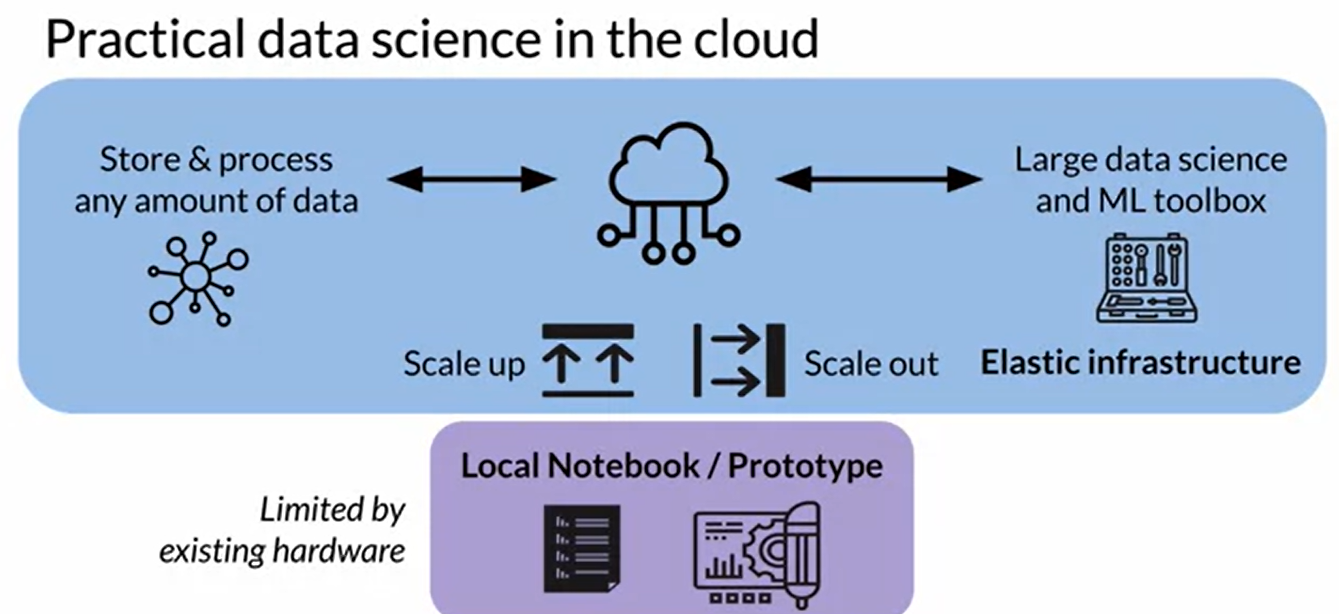 Practical data science in the cloud
Store & process
any amount of data
Large data science
and ML toolbox
Scale up
Scale out
Elastic infrastructure
Local Notebook / Prototype
Limited by
existing hardware